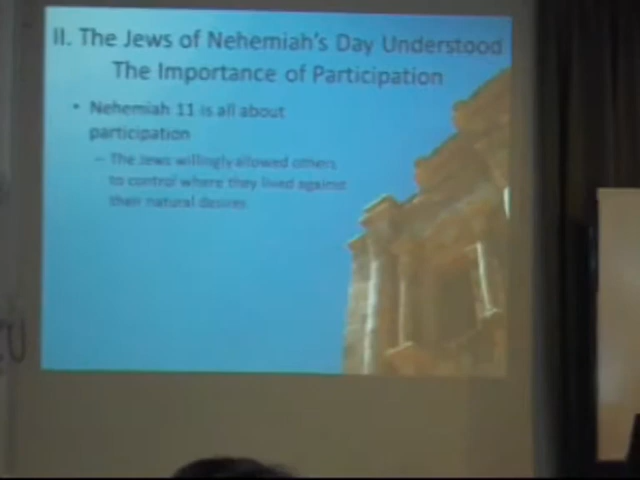 II. The Jews of Nehemiah's Day Understood
The Importance of Participation
• Nehemiah 11 is all about
participation
– The Jews willingly allowed others
to control where they lived against
their natural desires